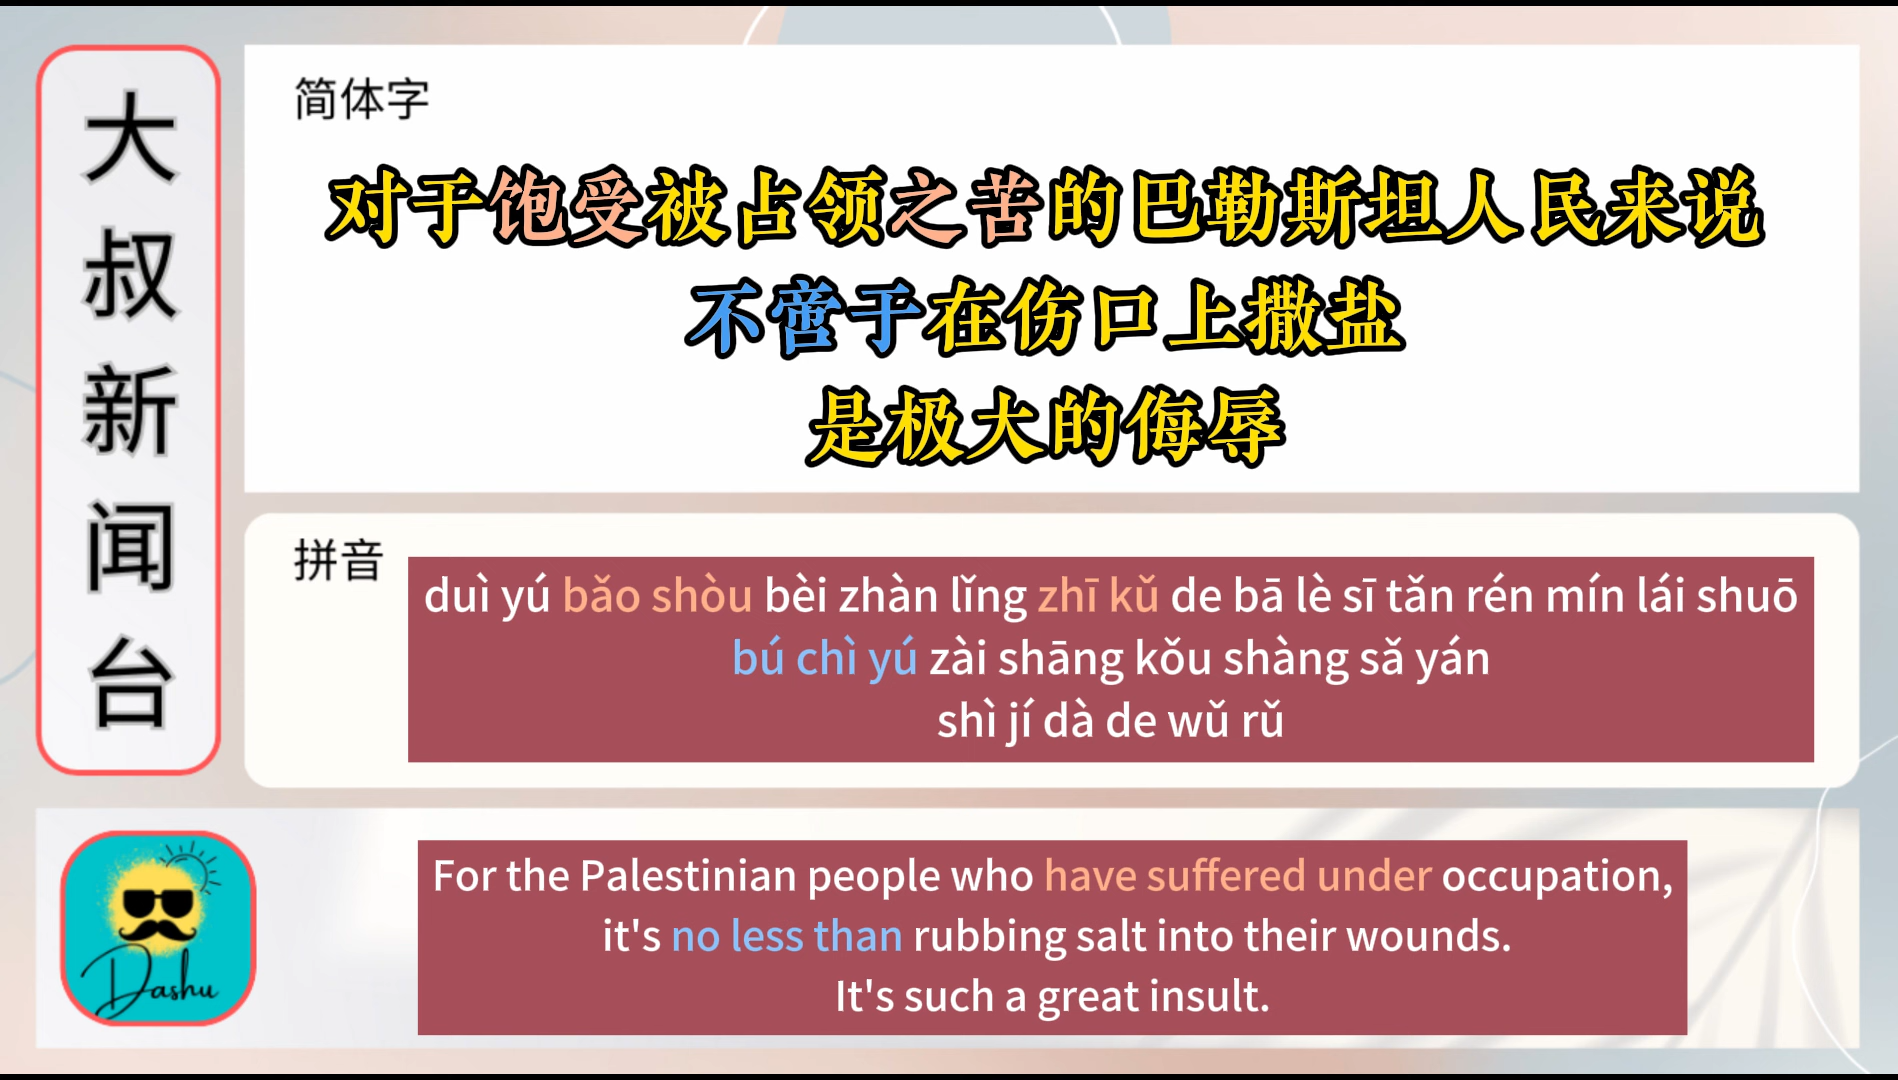 大叔新闻台
简体字
对于饱受被占领之苦的巴勒斯坦人民来说
不啻于在伤口上撒盐
是极大的侮辱
拼音
duì yú bǎo shòu bèi zhàn lǐng zhī kǔ de bā lè sī tǎn rén mín lái shuō
bú chì yú zài shāng kǒu shàng sǎ yán
shì jí dà de wǔ rǔ
Dashu
For the Palestinian people who have suffered under occupation,
it's no less than rubbing salt into their wounds.
It's such a great insult.